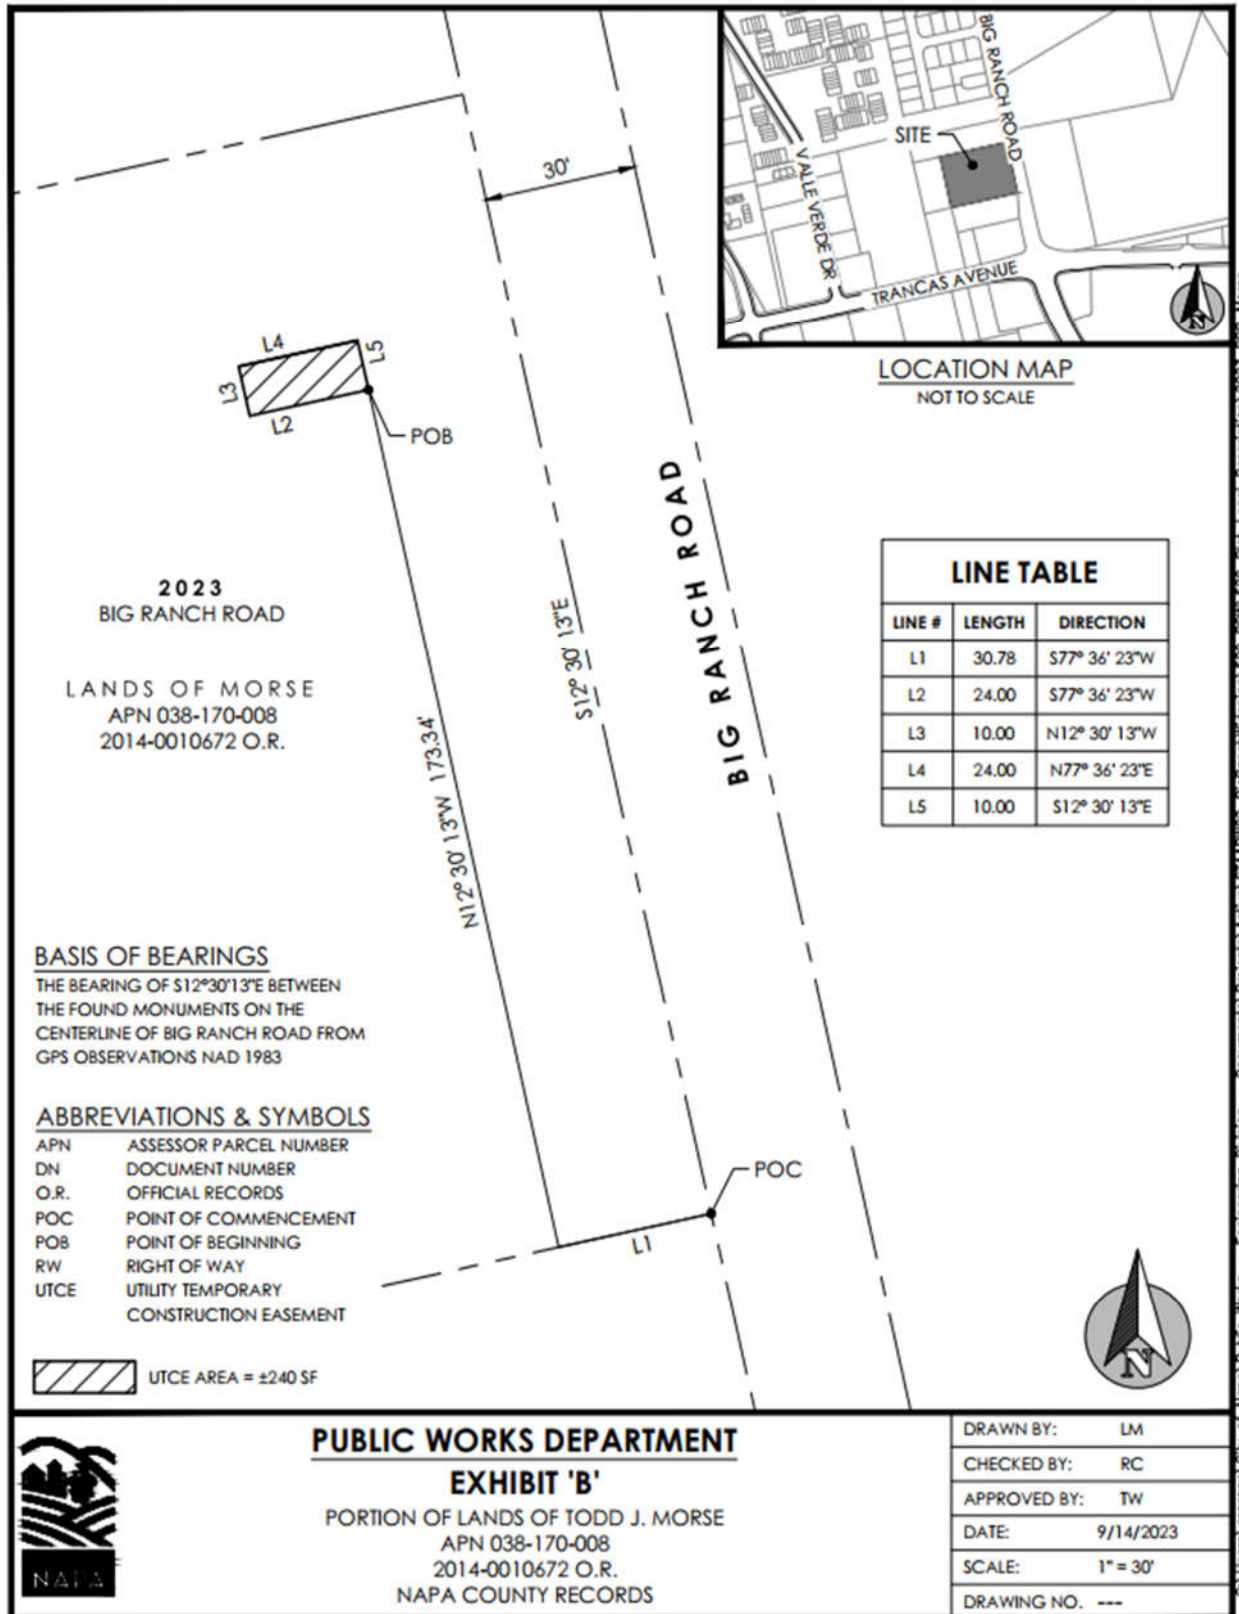 30'
BIG RANCH ROAD
SITE
VALLE VERDE DR
TRANCAS AVENUE
N
LOCATION MAP
NOT TO SCALE
L4
L5
L3
L2
POB
BIG RANCH ROAD
S12° 30' 13"E
N12° 30' 13"W 173.34'
2023
BIG RANCH ROAD
LANDS OF MORSE
APN 038-170-008
2014-0010672 O.R.
LINE TABLE
LINE # LENGTH DIRECTION
L1 30.78 S77° 36' 23"W
L2 24.00 S77° 36' 23"W
L3 10.00 N12° 30' 13"W
L4 24.00 N77° 36' 23"E
L5 10.00 S12° 30' 13"E
BASIS OF BEARINGS
THE BEARING OF S12°30'13"E BETWEEN
THE FOUND MONUMENTS ON THE
CENTERLINE OF BIG RANCH ROAD FROM
GPS OBSERVATIONS NAD 1983
ABBREVIATIONS & SYMBOLS
APN ASSESSOR PARCEL NUMBER
DN DOCUMENT NUMBER
O.R. OFFICIAL RECORDS
POC POINT OF COMMENCEMENT
POB POINT OF BEGINNING
RW RIGHT OF WAY
UTCE UTILITY TEMPORARY
CONSTRUCTION EASEMENT
UTCE AREA = ±240 SF
POC
L1
N
NAPA
PUBLIC WORKS DEPARTMENT
EXHIBIT 'B'
PORTION OF LANDS OF TODD J. MORSE
APN 038-170-008
2014-0010672 O.R.
NAPA COUNTY RECORDS
DRAWN BY: LM
CHECKED BY: RC
APPROVED BY: TW
DATE: 9/14/2023
SCALE: 1" = 30'
DRAWING NO. ---